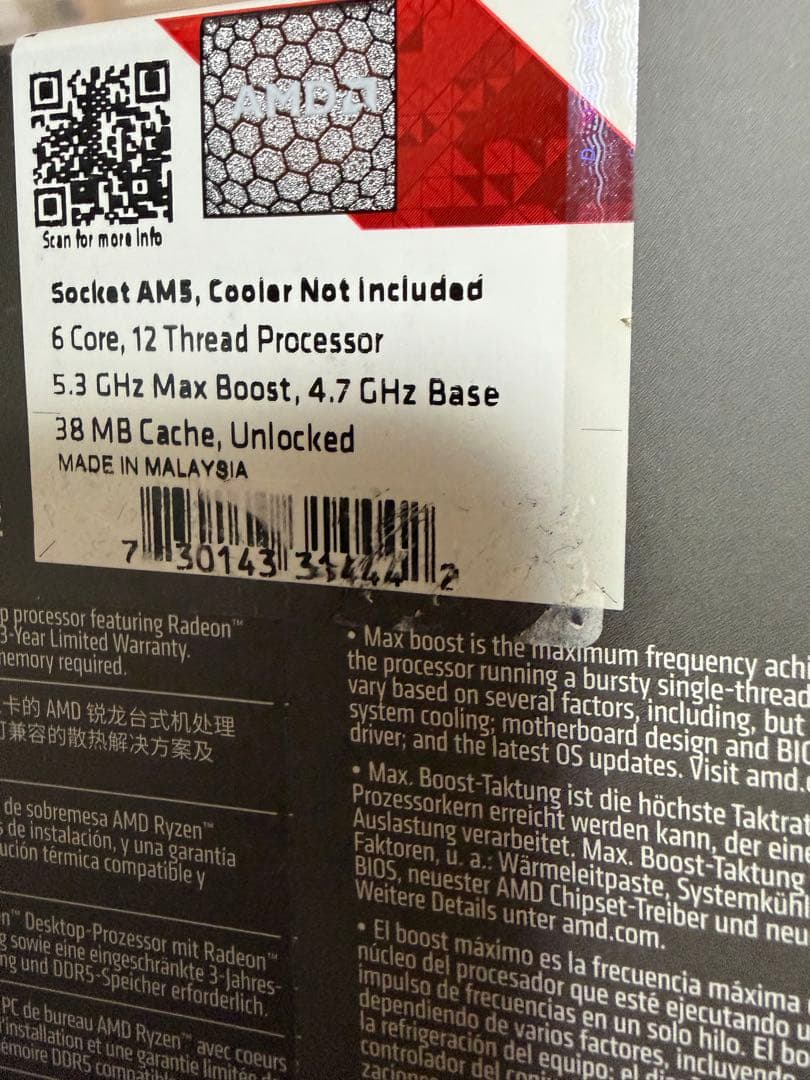 AMD
Scan for more Info
Socket AM5, Cooler Not Included
6 Core, 12 Thread Processor
5.3 GHz Max Boost, 4.7 GHz Base
38 MB Cache, Unlocked
MADE IN MALAYSIA
7 30143 31444 2
processor featuring Radeon™
3-Year Limited Warranty.
memory required.
卡的 AMD 锐龙台式机处理
兼容的散热解决方案及
de sobremesa AMD Ryzen™
de instalación, y una garantía
ución térmica compatible y
n™ Desktop-Prozessor mit Radeon™
g sowie eine eingeschränkte 3-Jahres-
ng und DDR5-Speicher erforderlich.
PC de bureau AMD Ryzen™ avec coeurs
l'installation et une garantie limitée de
émoire DDR5
• Max boost is the maximum frequency achi
the processor running a bursty single-thread
vary based on several factors, including, but
system cooling; motherboard design and BIO
driver; and the latest OS updates. Visit amd.
• Max. Boost-Taktung ist die höchste Taktrat
Prozessorkern erreicht werden kann, der eine
Auslastung verarbeitet. Max. Boost-Taktung
Faktoren, u. a.: Wärmeleitpaste, Systemkühl
BIOS, neuester AMD Chipset-Treiber und neu
Weitere Details unter amd.com.
• El boost máximo es la frecuencia máxima
núcleo del procesador que esté ejecutando u
impulso de frecuencias en un solo hilo. El bo
dependiendo de varios factores, incluyendo
la refrigeración del equipo; el di
controlador del